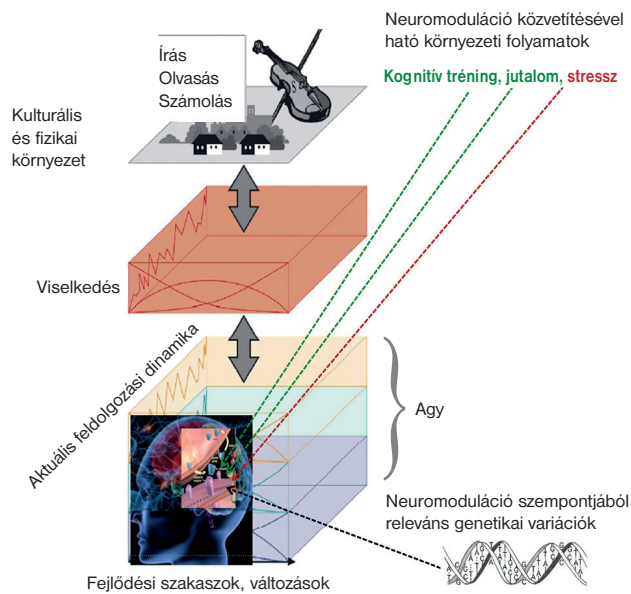 Neuromoduláció közvetítésével
ható környezeti folyamatok
Kognitív tréning, jutalom, stressz
Írás
Olvasás
Számolás
Kulturális
és fizikai
környezet
Viselkedés
Aktuális feldolgozási dinamika
Agy
Neuromoduláció szempontjából
releváns genetikai variációk
Fejlődési szakaszok, változások